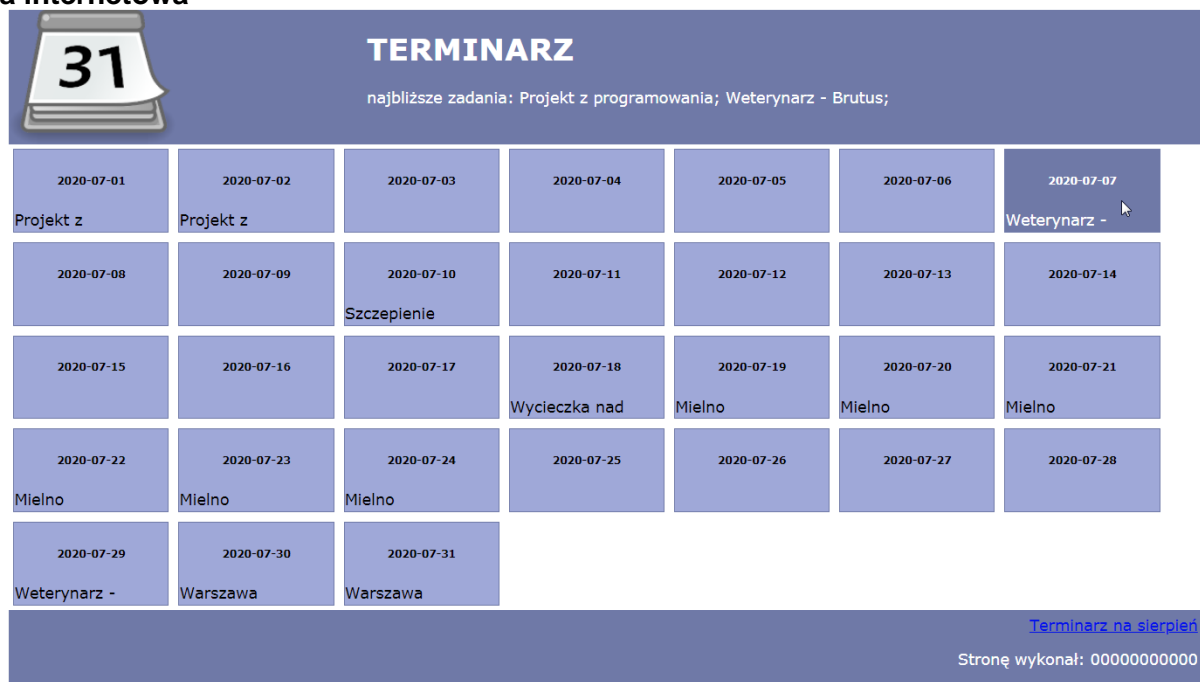 a internetowa
31
TERMINARZ
najbliższe zadania: Projekt z programowania; Weterynarz - Brutus;
2020-07-01 2020-07-02 2020-07-03 2020-07-04 2020-07-05 2020-07-06 2020-07-07
Projekt z Projekt z Weterynarz -
2020-07-08 2020-07-09 2020-07-10 2020-07-11 2020-07-12 2020-07-13 2020-07-14
Szczepienie
2020-07-15 2020-07-16 2020-07-17 2020-07-18 2020-07-19 2020-07-20 2020-07-21
Wycieczka nad Mielno Mielno Mielno
2020-07-22 2020-07-23 2020-07-24 2020-07-25 2020-07-26 2020-07-27 2020-07-28
Mielno Mielno Mielno
2020-07-29 2020-07-30 2020-07-31
Weterynarz - Warszawa Warszawa
Terminarz na sierpień
Stronę wykonał: 00000000000